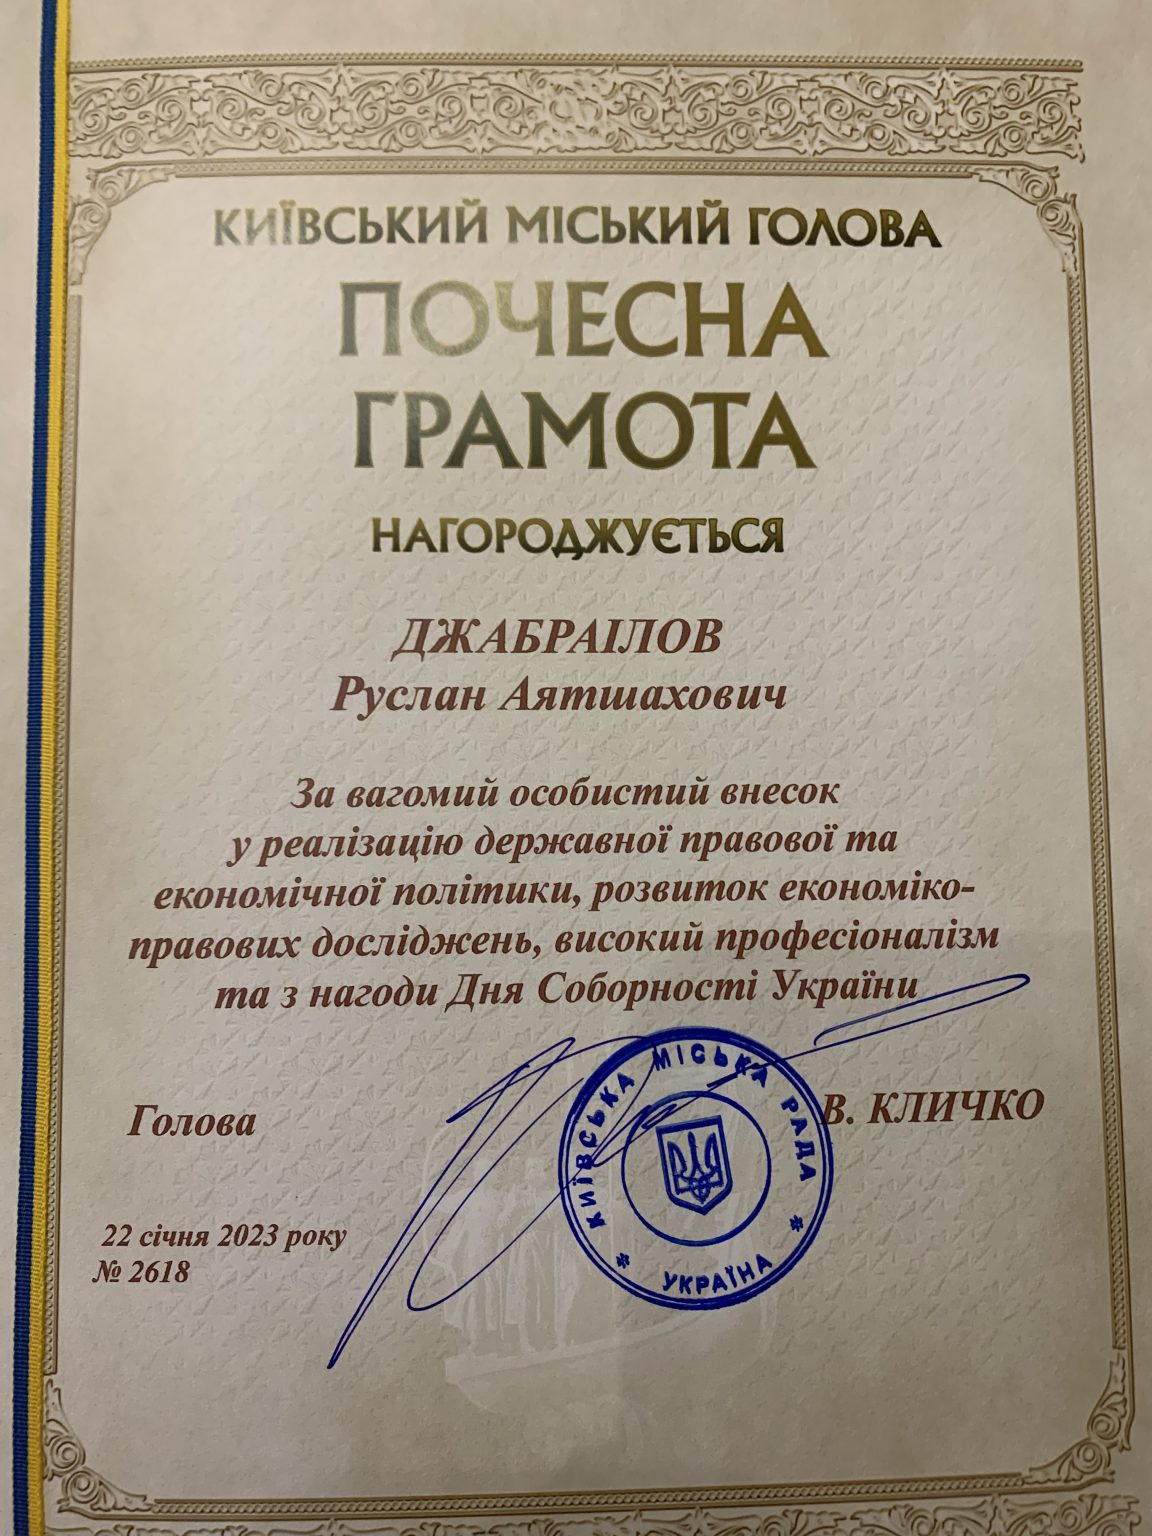 КИЇВСЬКИЙ МІСЬКИЙ ГОЛОВА
ПОЧЕСНА
ГРАМОТА
НАГОРОДЖУЄТЬСЯ
ДЖАБРАІЛОВ
Руслан Аятшахович
За вагомий особистий внесок
у реалізацію державної правової та
економічної політики, розвиток економіко-
правових досліджень, високий професіоналізм
та з нагоди Дня Соборності України
Голова
В. КЛИЧКО
КИЇВСЬКА МІСЬКА РАДА
* УКРАЇНА *
22 січня 2023 року
№ 2618